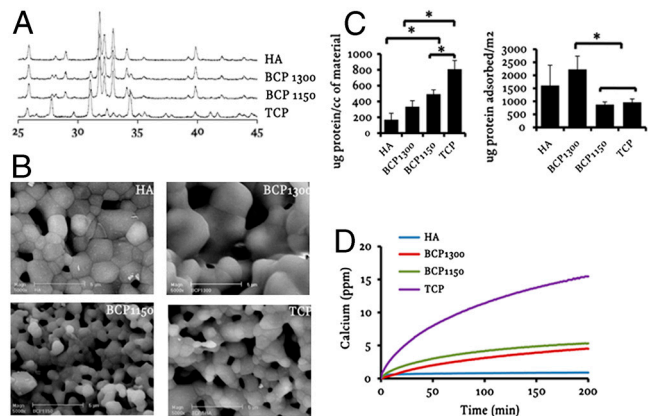 A
HA
BCP 1300
BCP 1150
TCP
25 30 35 40 45
B
HA
BCP1300
BCP1150
TCP
C
ug protein/cc of material
1000
800
600
400
200
0
HA
BCP1300
BCP1150
TCP
*
*
*
ug protein adsorbed/m2
3000
2500
2000
1500
1000
500
0
HA
BCP1300
BCP1150
TCP
*
D
HA
BCP1300
BCP1150
TCP
Calcium (ppm)
20
15
10
5
0
0 50 100 150 200
Time (min)